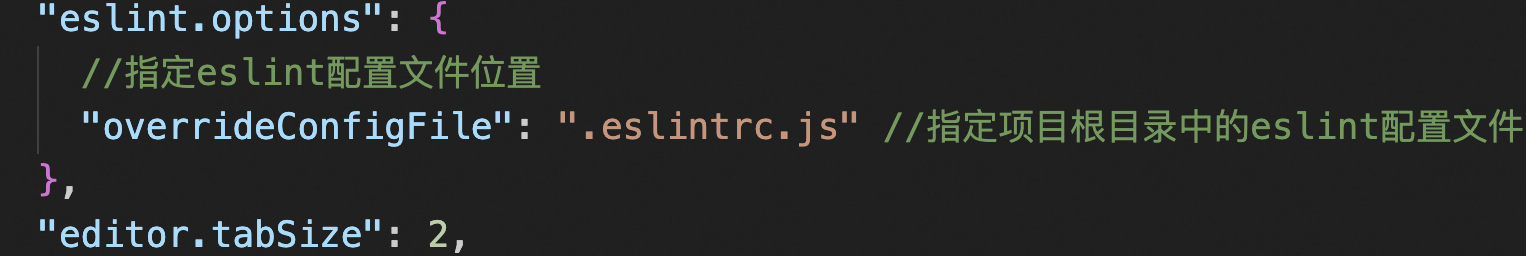 "eslint.options": {
//指定eslint配置文件位置
"overrideConfigFile": ".eslintrc.js" //指定项目根目录中的eslint配置文件
},
"editor.tabSize": 2,